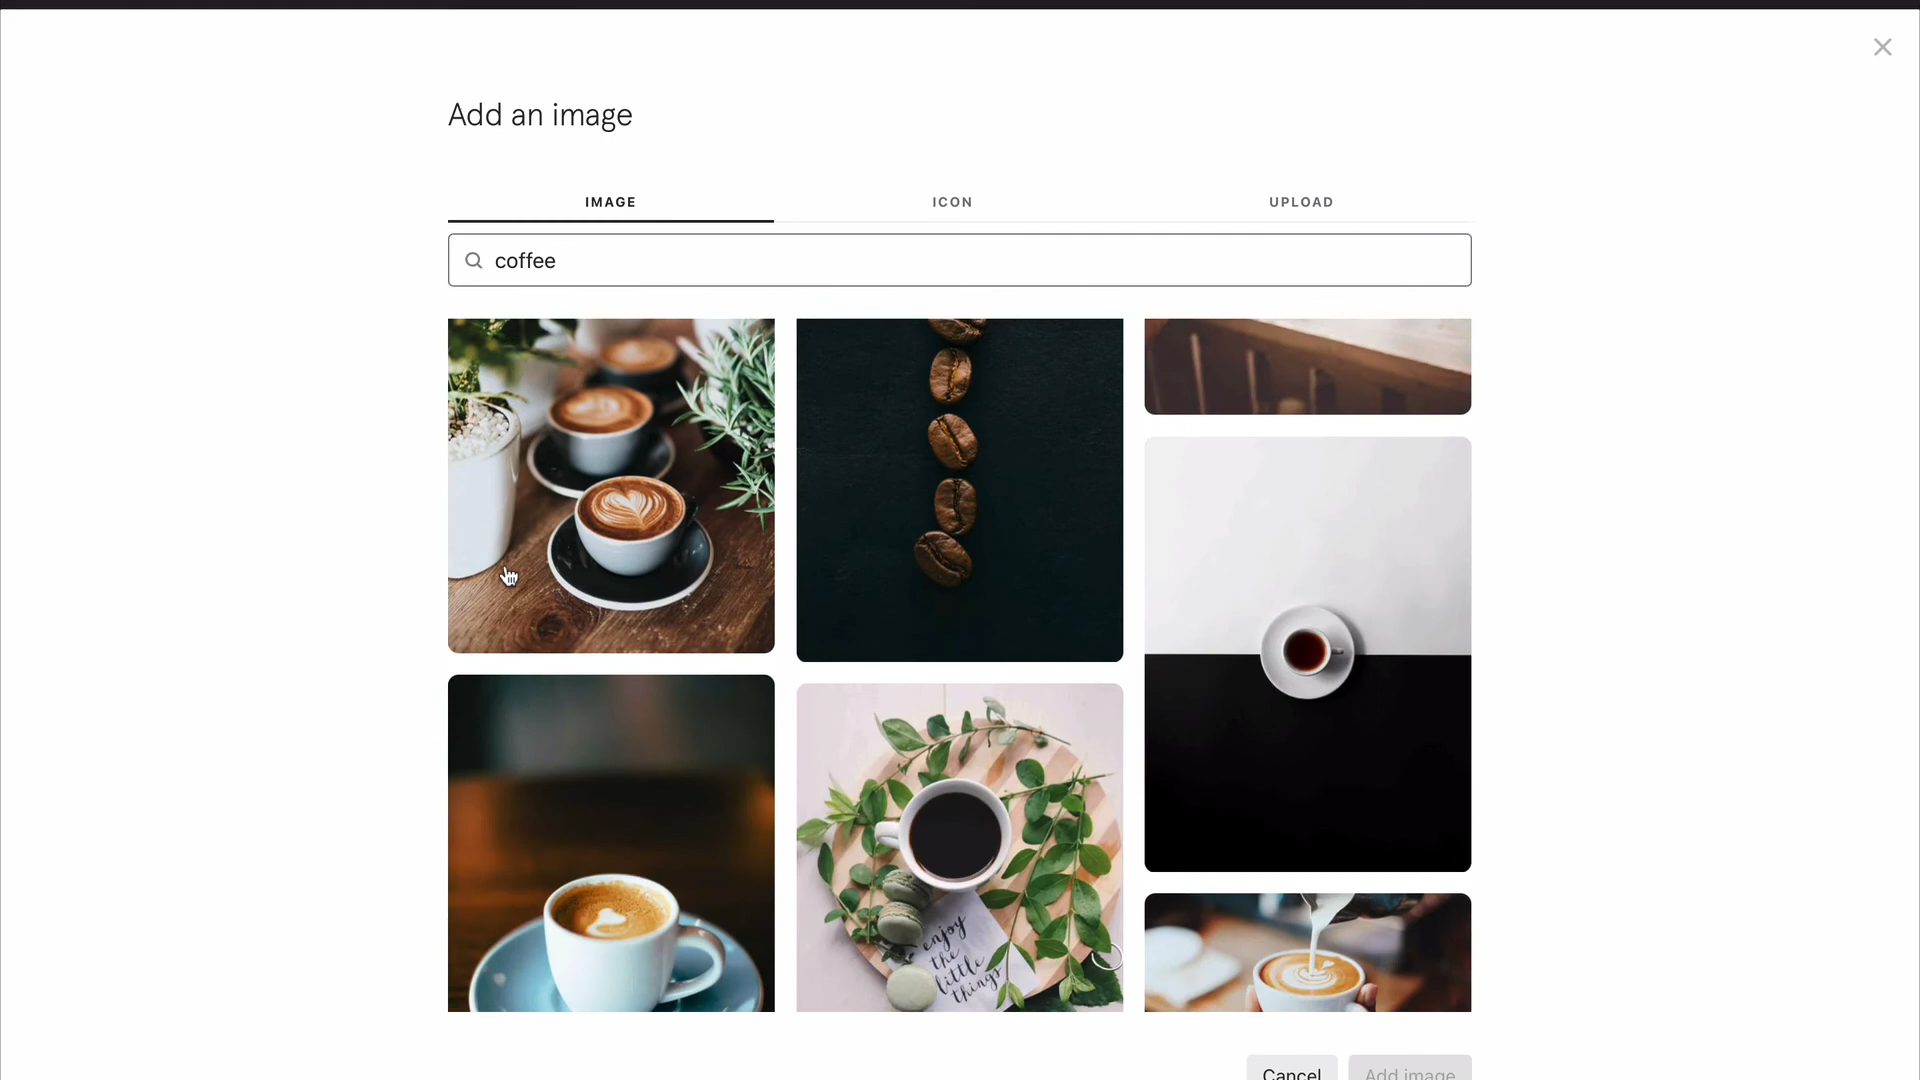 Add an image
IMAGE
ICON
UPLOAD
coffee
enjoy
the
little
things
Cancel
Add image